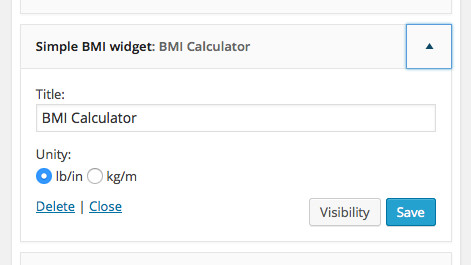 Simple BMI widget: BMI Calculator
Title:
BMI Calculator
Unity:
lb/in kg/m
Delete | Close Visibility Save